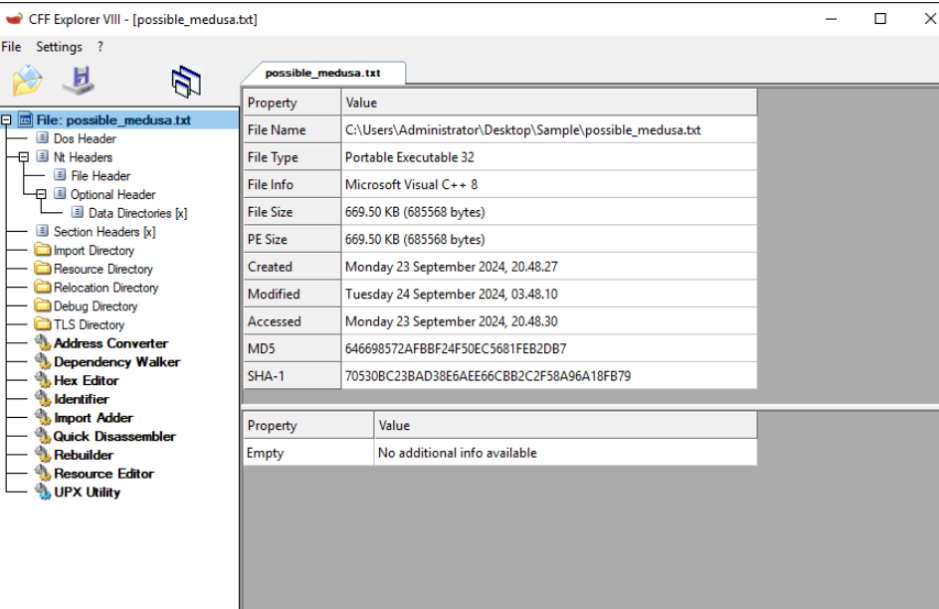 CFF Explorer VIII - [possible_medusa.txt]
File Settings ?
possible_medusa.txt
File: possible_medusa.txt
Dos Header
Nt Headers
File Header
Optional Header
Data Directories [x]
Section Headers [x]
Import Directory
Resource Directory
Relocation Directory
Debug Directory
TLS Directory
Address Converter
Dependency Walker
Hex Editor
Identifier
Import Adder
Quick Disassembler
Rebuilder
Resource Editor
UPX Utility
Property Value
File Name C:\Users\Administrator\Desktop\Sample\possible_medusa.txt
File Type Portable Executable 32
File Info Microsoft Visual C++ 8
File Size 669.50 KB (685568 bytes)
PE Size 669.50 KB (685568 bytes)
Created Monday 23 September 2024, 20.48.27
Modified Tuesday 24 September 2024, 03.48.10
Accessed Monday 23 September 2024, 20.48.30
MD5 646698572AFBBF24F50EC5681FEB2DB7
SHA-1 70530BC23BAD38E6AEE66CBB2C2F58A96A18FB79
Property Value
Empty No additional info available